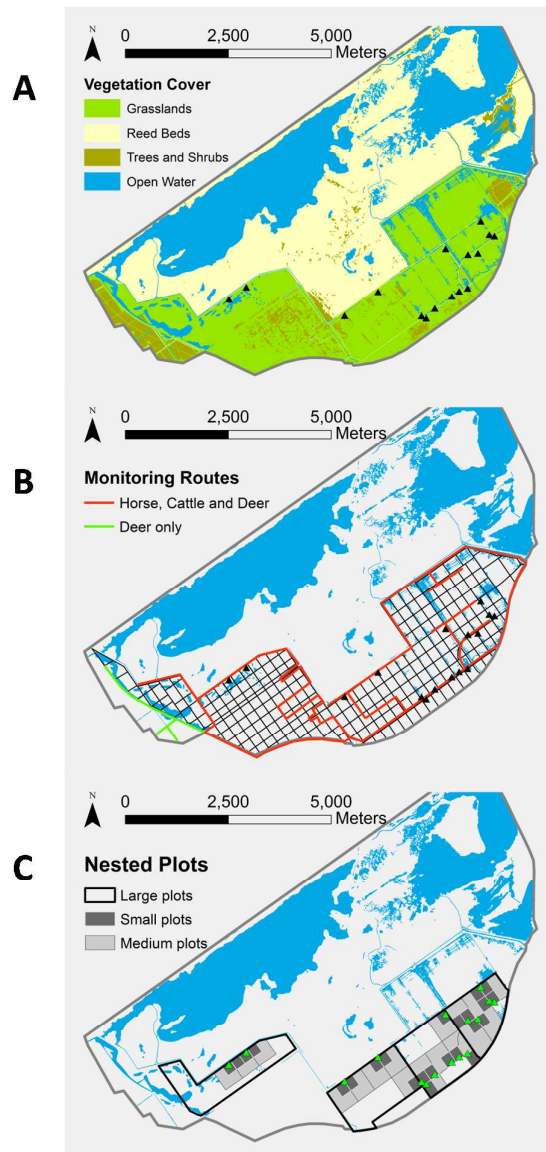 A
N
0 2,500 5,000
Meters
Vegetation Cover
Grasslands
Reed Beds
Trees and Shrubs
Open Water
B
N
0 2,500 5,000
Meters
Monitoring Routes
Horse, Cattle and Deer
Deer only
C
N
0 2,500 5,000
Meters
Nested Plots
Large plots
Small plots
Medium plots